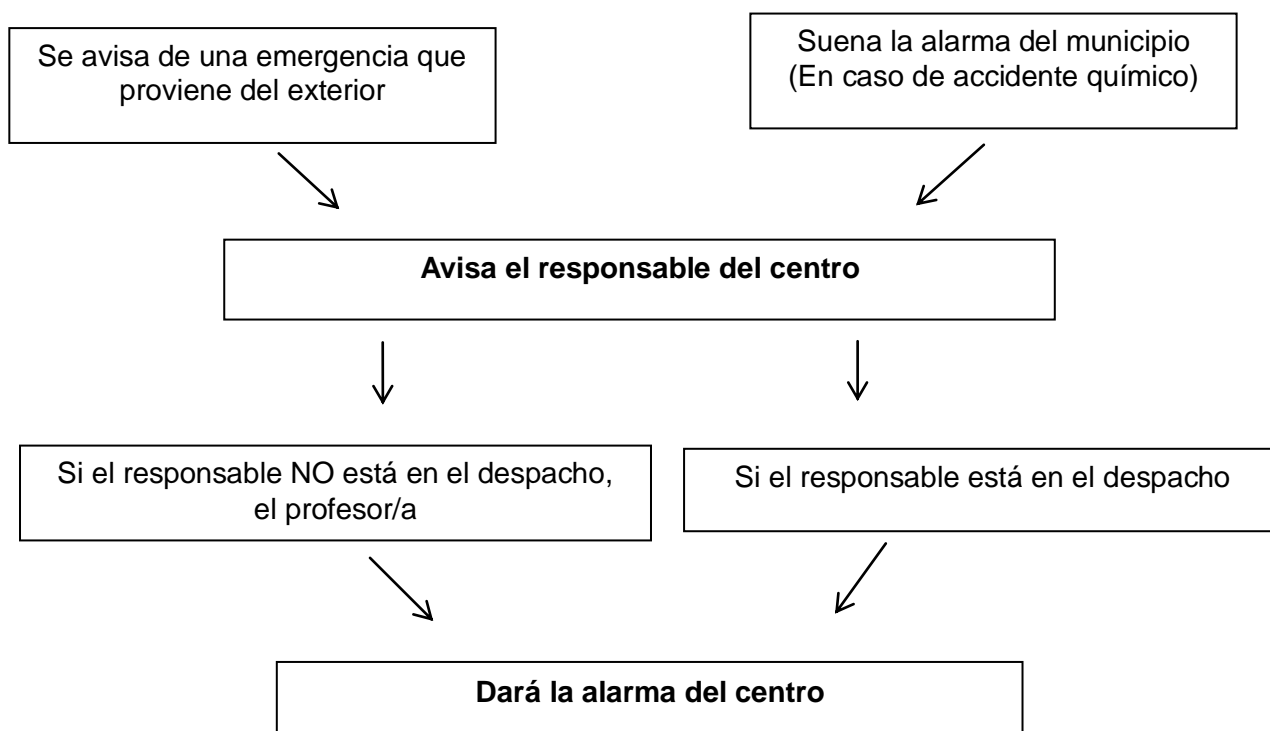 Se avisa de una emergencia que
proviene del exterior
Suena la alarma del municipio
(En caso de accidente químico)
Avisa el responsable del centro
Si el responsable NO está en el despacho,
el profesor/a
Si el responsable está en el despacho
Dará la alarma del centro